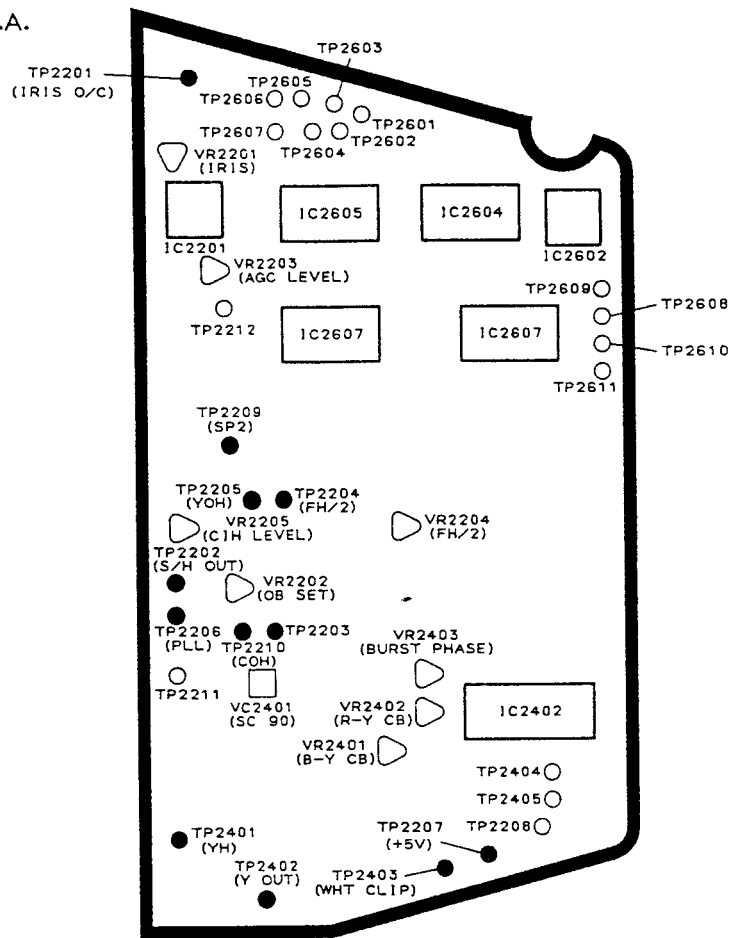 .A.
TP2603
TP2201
(IRIS O/C)
TP2605
TP2606
TP2601
TP2607
TP2604
TP2602
VR2201
(IRIS)
IC2605
IC2604
IC2201
IC2602
VR2203
(AGC LEVEL)
TP2609
TP2608
TP2212
IC2607
IC2607
TP2610
TP2611
TP2209
(SP2)
TP2205
(YOH)
TP2204
(FH/2)
VR2205
(CIH LEVEL)
VR2204
(FH/2)
TP2202
(S/H OUT)
VR2202
(OB SET)
TP2206
(PLL)
TP2210
(COH)
TP2203
VR2403
(BURST PHASE)
TP2211
VC2401
(SC 90)
VR2402
(R-Y CB)
IC2402
VR2401
(B-Y CB)
TP2404
TP2405
TP2208
TP2207
(+5V)
TP2401
(YH)
TP2402
(Y OUT)
TP2403
(WHT CLIP)